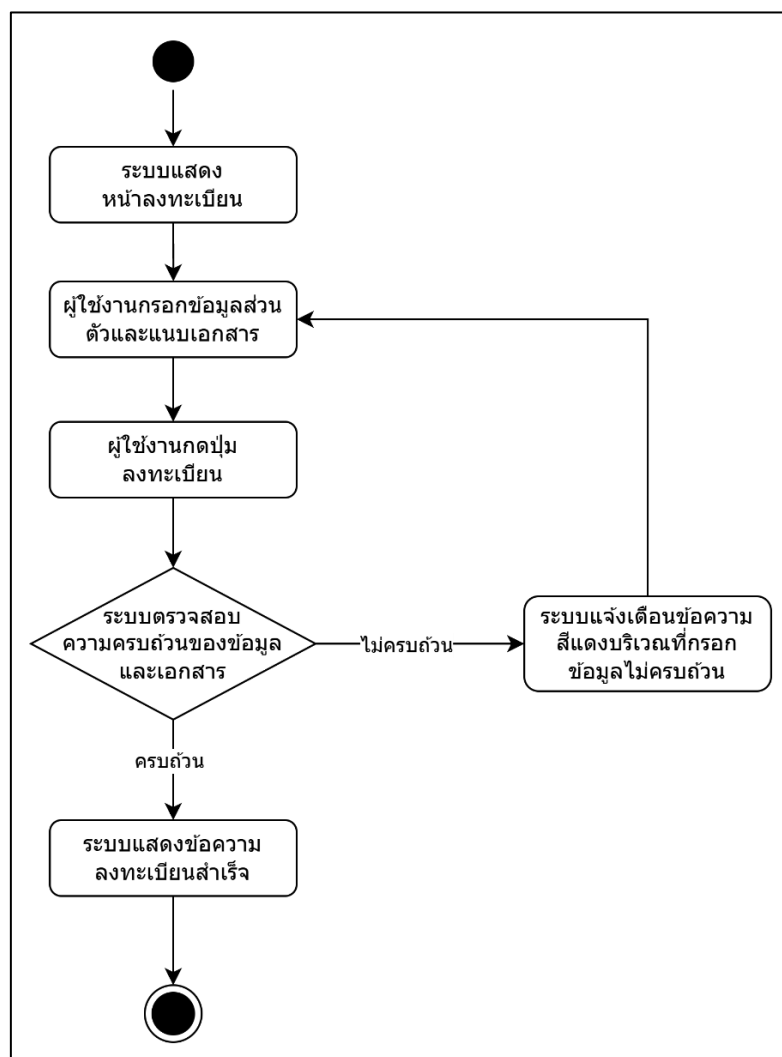 ระบบแสดง
หน้าลงทะเบียน
ผู้ใช้งานกรอกข้อมูลส่วน
ตัวและแนบเอกสาร
ผู้ใช้งานกดปุ่ม
ลงทะเบียน
ระบบตรวจสอบ
ความครบถ้วนของข้อมูล
และเอกสาร
ไม่ครบถ้วน
ระบบแจ้งเตือนข้อความ
สีแดงบริเวณที่กรอก
ข้อมูลไม่ครบถ้วน
ครบถ้วน
ระบบแสดงข้อความ
ลงทะเบียนสำเร็จ